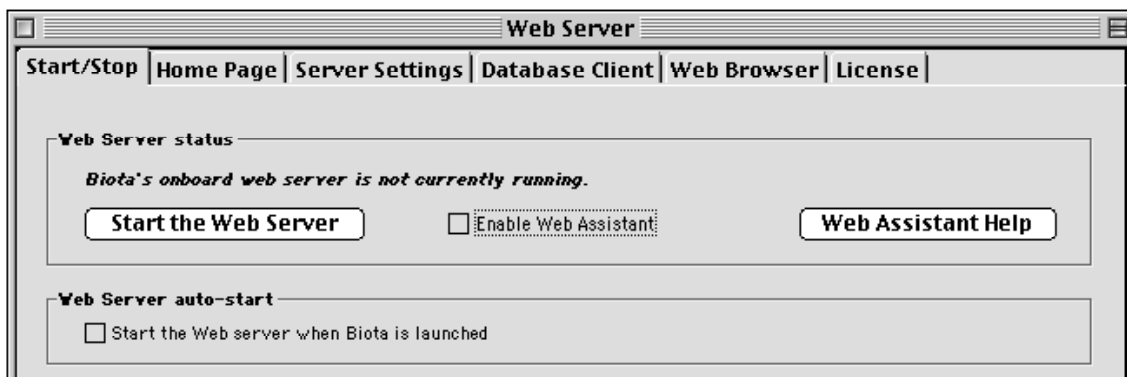 Web Server
Start/Stop Home Page Server Settings Database Client Web Browser License
Web Server status
Biota's onboard web server is not currently running.
Start the Web Server Enable Web Assistant Web Assistant Help
Web Server auto-start
Start the Web server when Biota is launched